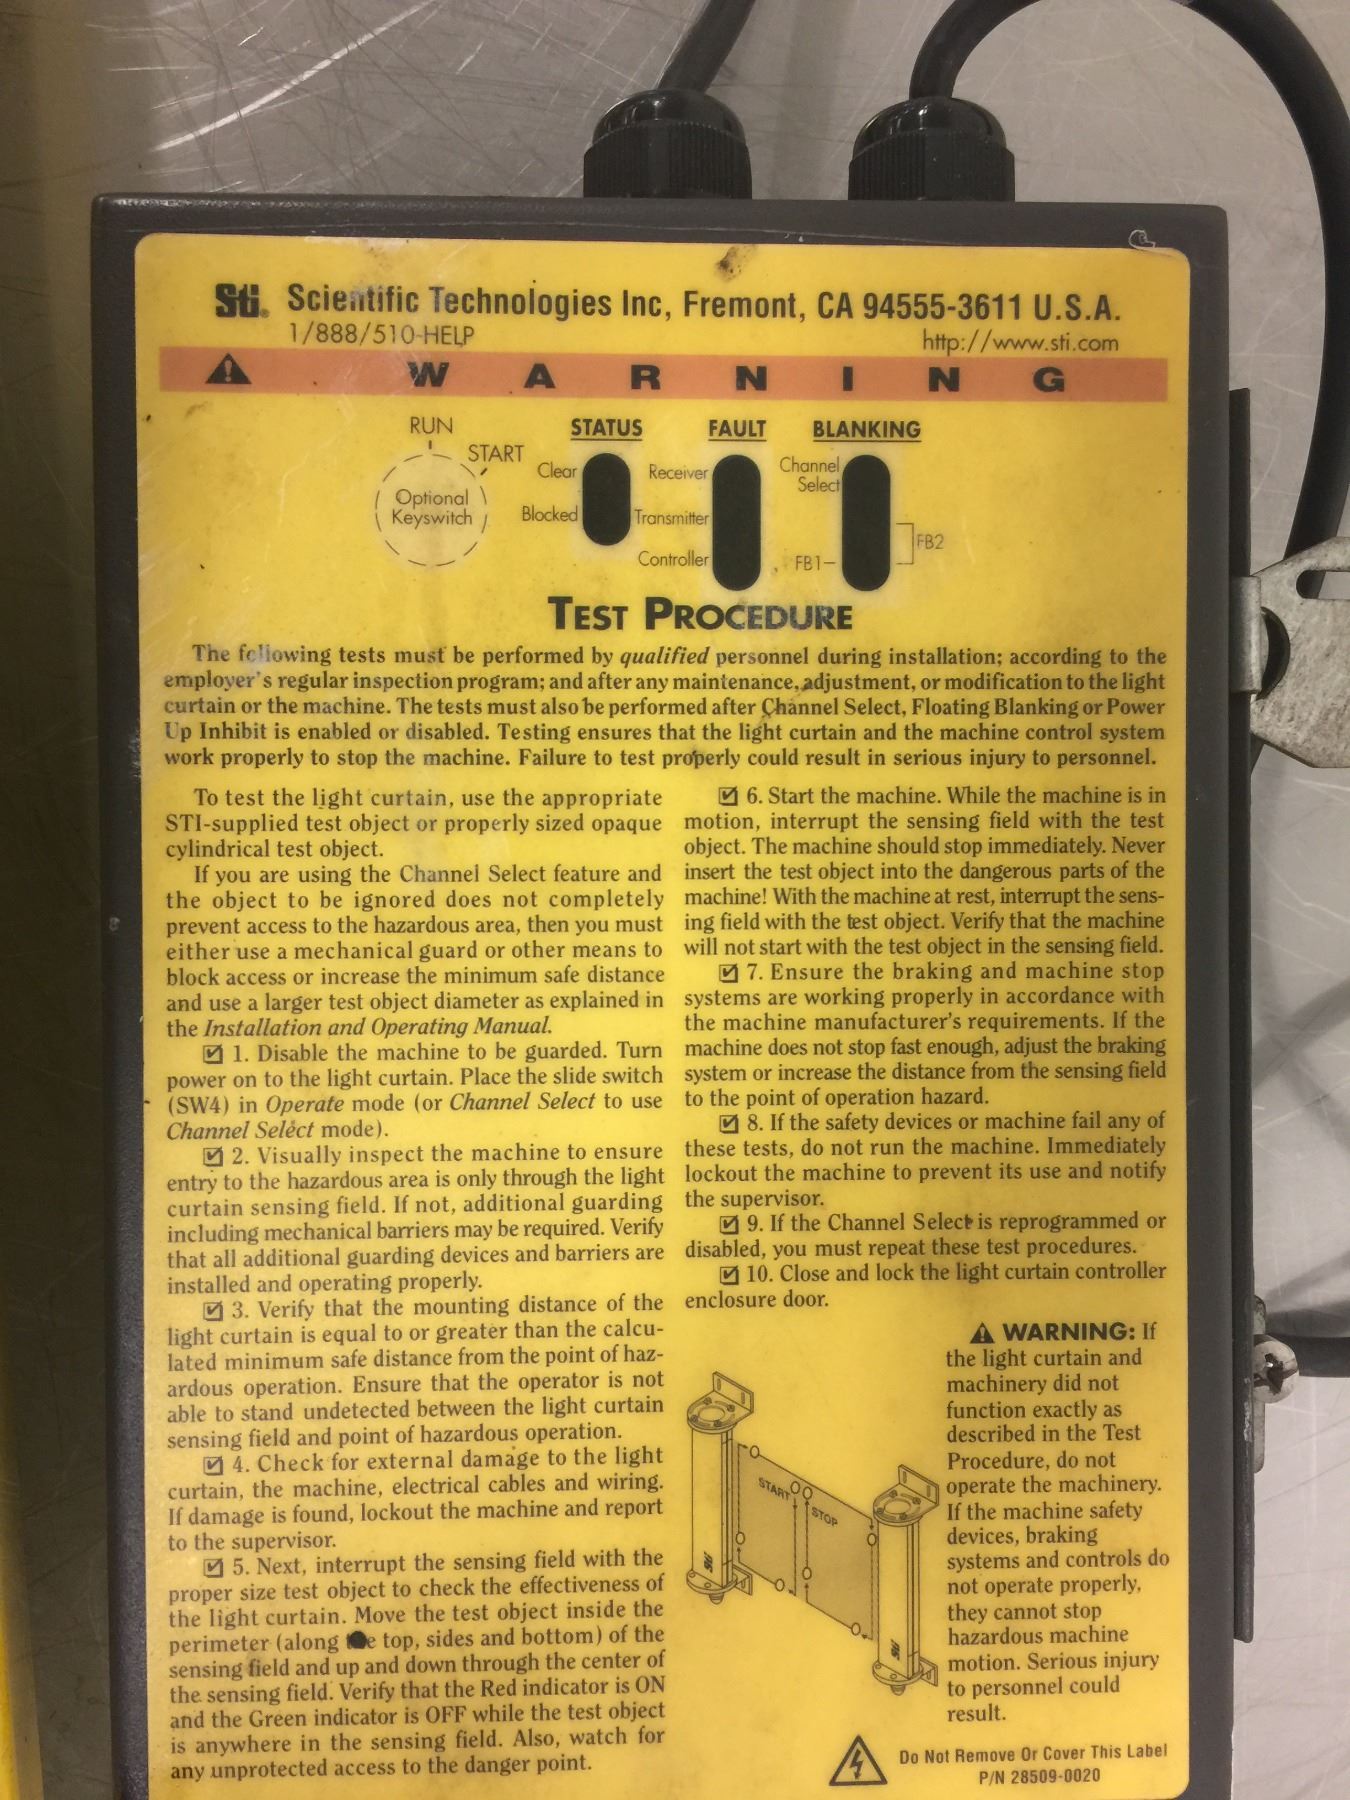 Sti® Scientific Technologies Inc, Fremont, CA 94555-3611 U.S.A.
1/888/510-HELP
http://www.sti.com
WARNING
RUN
START
Optional
Keyswitch
STATUS
Clear
Blocked
FAULT
Receiver
Transmitter
Controller
BLANKING
Channel
Select
FB1
FB2
TEST PROCEDURE
The following tests must be performed by qualified personnel during installation; according to the
employer's regular inspection program; and after any maintenance, adjustment, or modification to the light
curtain or the machine. The tests must also be performed after Channel Select, Floating Blanking or Power
Up Inhibit is enabled or disabled. Testing ensures that the light curtain and the machine control system
work properly to stop the machine. Failure to test properly could result in serious injury to personnel.
To test the light curtain, use the appropriate
STI-supplied test object or properly sized opaque
cylindrical test object.
If you are using the Channel Select feature and
the object to be ignored does not completely
prevent access to the hazardous area, then you must
either use a mechanical guard or other means to
block access or increase the minimum safe distance
and use a larger test object diameter as explained in
the Installation and Operating Manual.
☑ 1. Disable the machine to be guarded. Turn
power on to the light curtain. Place the slide switch
(SW4) in Operate mode (or Channel Select to use
Channel Select mode).
☑ 2. Visually inspect the machine to ensure
entry to the hazardous area is only through the light
curtain sensing field. If not, additional guarding
including mechanical barriers may be required. Verify
that all additional guarding devices and barriers are
installed and operating properly.
☑ 3. Verify that the mounting distance of the
light curtain is equal to or greater than the calcu-
lated minimum safe distance from the point of haz-
ardous operation. Ensure that the operator is not
able to stand undetected between the light curtain
sensing field and point of hazardous operation.
☑ 4. Check for external damage to the light
curtain, the machine, electrical cables and wiring.
If damage is found, lockout the machine and report
to the supervisor.
☑ 5. Next, interrupt the sensing field with the
proper size test object to check the effectiveness of
the light curtain. Move the test object inside the
perimeter (along the top, sides and bottom) of the
sensing field and up and down through the center of
the sensing field. Verify that the Red indicator is ON
and the Green indicator is OFF while the test object
is anywhere in the sensing field. Also, watch for
any unprotected access to the danger point.
☑ 6. Start the machine. While the machine is in
motion, interrupt the sensing field with the test
object. The machine should stop immediately. Never
insert the test object into the dangerous parts of the
machine! With the machine at rest, interrupt the sens-
ing field with the test object. Verify that the machine
will not start with the test object in the sensing field.
☑ 7. Ensure the braking and machine stop
systems are working properly in accordance with
the machine manufacturer's requirements. If the
machine does not stop fast enough, adjust the braking
system or increase the distance from the sensing field
to the point of operation hazard.
☑ 8. If the safety devices or machine fail any of
these tests, do not run the machine. Immediately
lockout the machine to prevent its use and notify
the supervisor.
☑ 9. If the Channel Select is reprogrammed or
disabled, you must repeat these test procedures.
☑ 10. Close and lock the light curtain controller
enclosure door.
START
STOP
Sti
Sti
WARNING: If
the light curtain and
machinery did not
function exactly as
described in the Test
Procedure, do not
operate the machinery.
If the machine safety
devices, braking
systems and controls do
not operate properly,
they cannot stop
hazardous machine
motion. Serious injury
to personnel could
result.
Do Not Remove Or Cover This Label
P/N 28509-0020